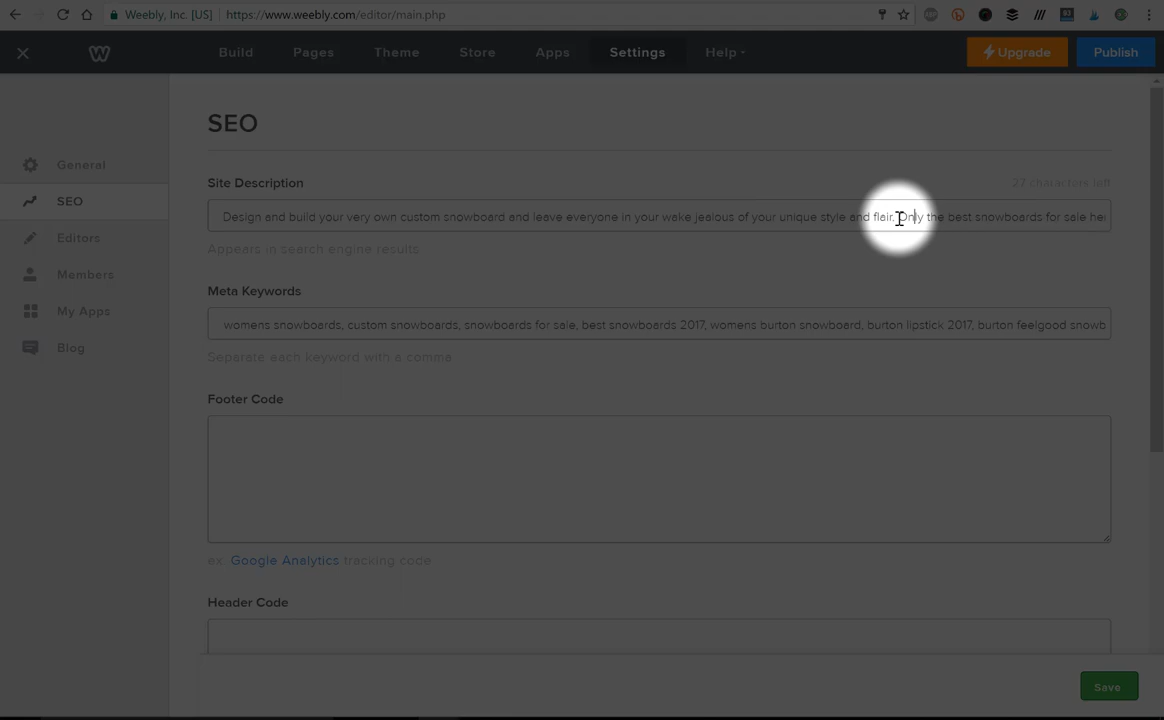 Weebly, Inc. [US] https://www.weebly.com/editor/main.php
Build Pages Theme Store Apps Settings Help Upgrade Publish
SEO
General
Site Description 27 characters left
SEO
Design and build your very own custom snowboard and leave everyone in your wake jealous of your unique style and flair. Only the best snowboards for sale her
Editors
Appears in search engine results
Members
Meta Keywords
My Apps
womens snowboards, custom snowboards, snowboards for sale, best snowboards 2017, womens burton snowboard, burton lipstick 2017, burton feelgood snowb
Blog
Separate each keyword with a comma
Footer Code
ex. Google Analytics tracking code
Header Code
Save